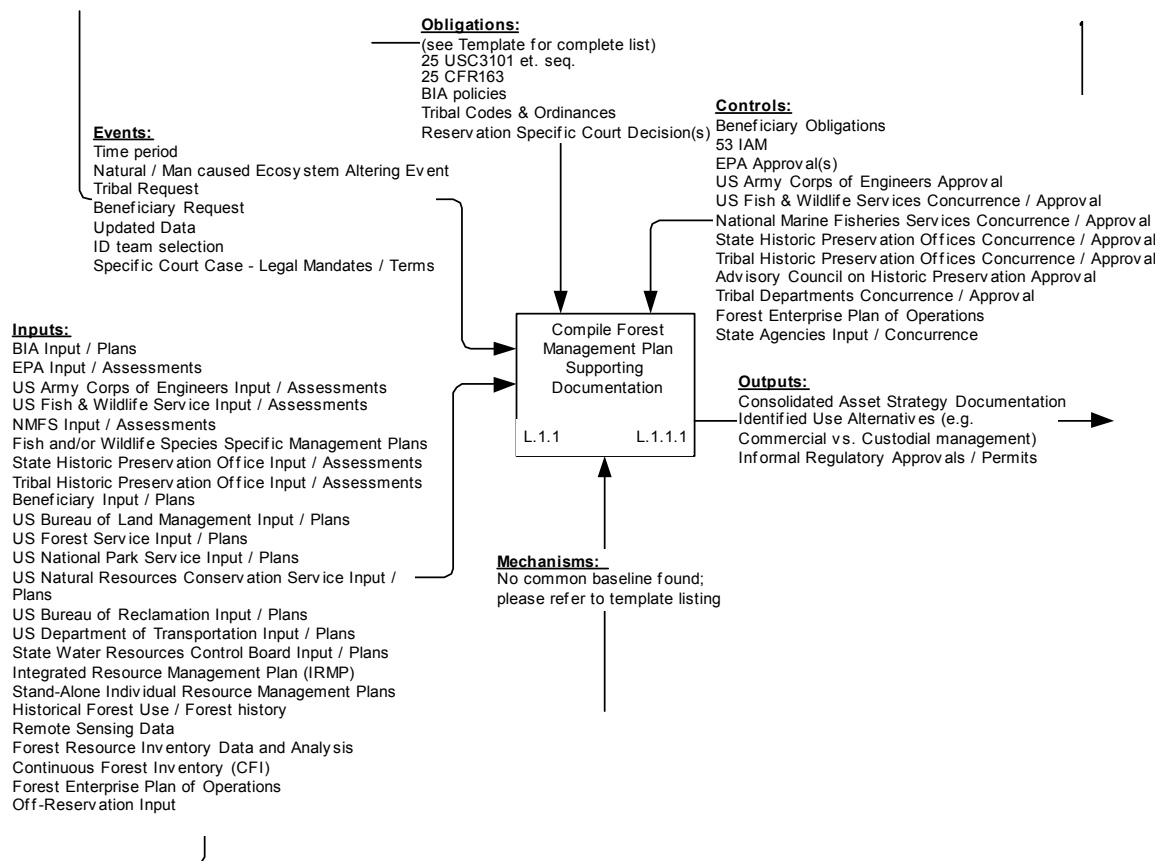 Obligations:
(see Template for complete list)
25 USC3101 et. seq.
25 CFR163
BIA policies
Tribal Codes & Ordinances
Reservation Specific Court Decision(s)
Controls:
Beneficiary Obligations
53 IAM
EPA Approval(s)
US Army Corps of Engineers Approval
US Fish & Wildlife Services Concurrence / Approval
National Marine Fisheries Services Concurrence / Approval
State Historic Preservation Offices Concurrence / Approval
Tribal Historic Preservation Offices Concurrence / Approval
Advisory Council on Historic Preservation Approval
Tribal Departments Concurrence / Approval
Forest Enterprise Plan of Operations
State Agencies Input / Concurrence
Events:
Time period
Natural / Man caused Ecosystem Altering Event
Tribal Request
Beneficiary Request
Updated Data
ID team selection
Specific Court Case - Legal Mandates / Terms
Inputs:
BIA Input / Plans
EPA Input / Assessments
US Army Corps of Engineers Input / Assessments
US Fish & Wildlife Service Input / Assessments
NMFS Input / Assessments
Fish and/or Wildlife Species Specific Management Plans
State Historic Preservation Office Input / Assessments
Tribal Historic Preservation Office Input / Assessments
Beneficiary Input / Plans
US Bureau of Land Management Input / Plans
US Forest Service Input / Plans
US National Park Service Input / Plans
US Natural Resources Conservation Service Input /
Plans
US Bureau of Reclamation Input / Plans
US Department of Transportation Input / Plans
State Water Resources Control Board Input / Plans
Integrated Resource Management Plan (IRMP)
Stand-Alone Individual Resource Management Plans
Historical Forest Use / Forest history
Remote Sensing Data
Forest Resource Inventory Data and Analysis
Continuous Forest Inventory (CFI)
Forest Enterprise Plan of Operations
Off-Reservation Input
Compile Forest
Management Plan
Supporting
Documentation
L.1.1 L.1.1.1
Outputs:
Consolidated Asset Strategy Documentation
Identified Use Alternatives (e.g.
Commercial vs. Custodial management)
Informal Regulatory Approvals / Permits
Mechanisms:
No common baseline found;
please refer to template listing